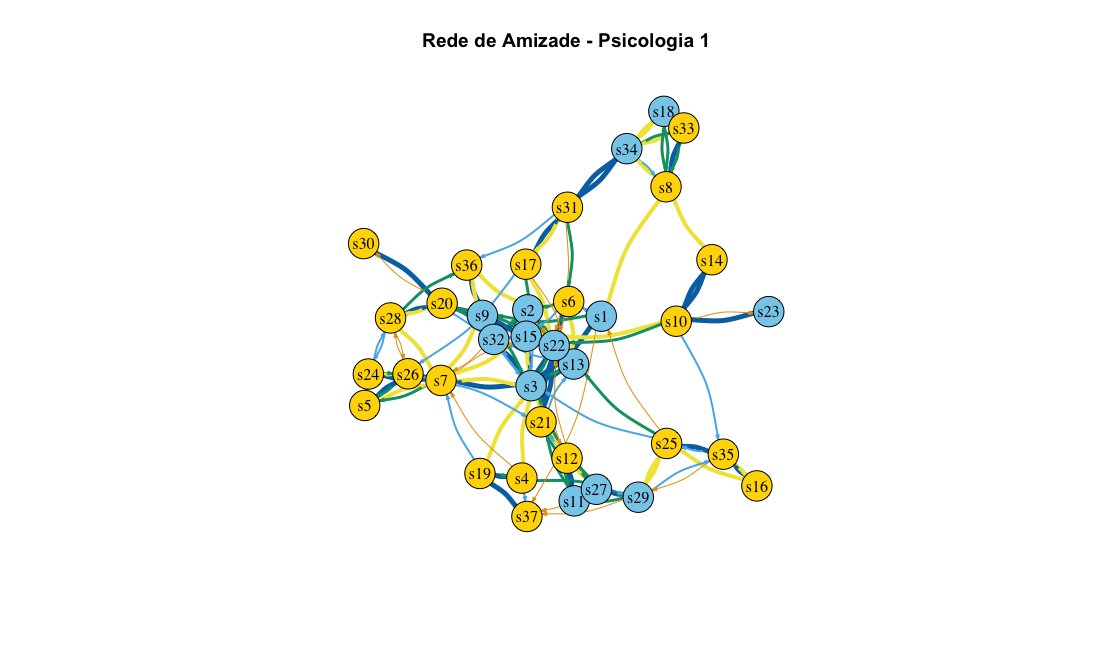 Rede de Amizade - Psicologia 1
s18
s33
s34
s8
s31
s30
s36
s17
s14
s20
s6
s9
s2
s1
s28
s10
s23
s32
s15
s22
s13
s24
s26
s7
s3
s5
s21
s25
s35
s12
s19
s4
s16
s27
s11
s29
s37